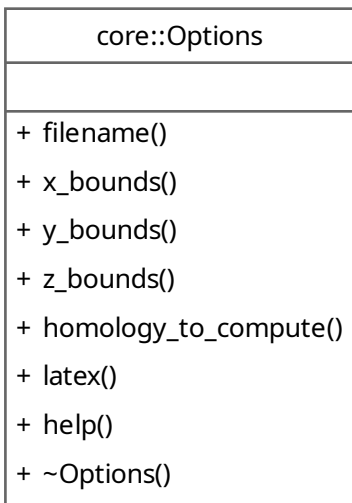 core::Options
+ filename()
+ x_bounds()
+ y_bounds()
+ z_bounds()
+ homology_to_compute()
+ latex()
+ help()
+ ~Options()